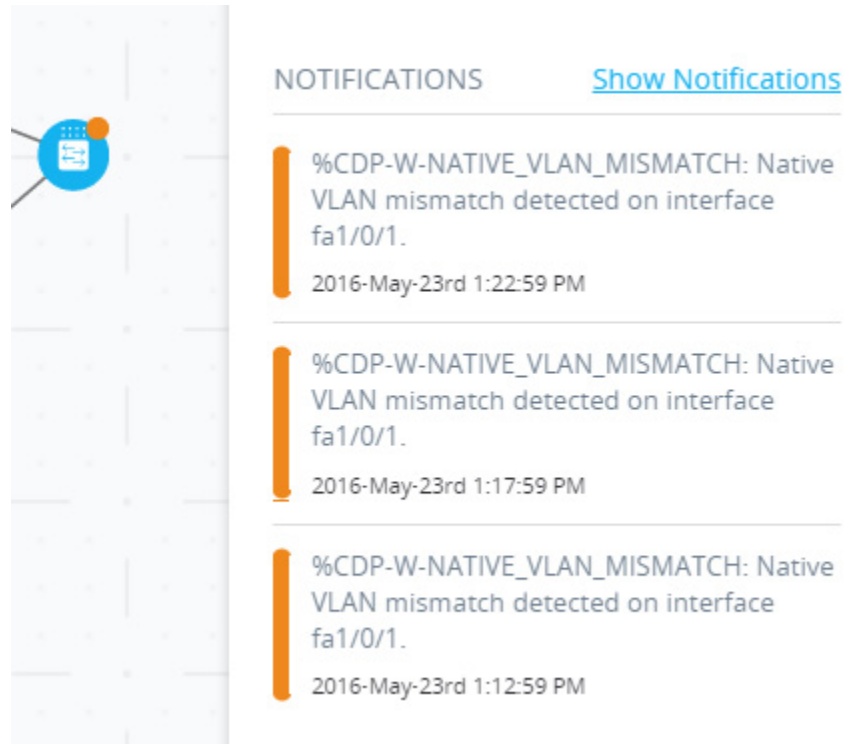 NOTIFICATIONS Show Notifications
%CDP-W-NATIVE_VLAN_MISMATCH: Native
VLAN mismatch detected on interface
fa1/0/1.
2016-May-23rd 1:22:59 PM
%CDP-W-NATIVE_VLAN_MISMATCH: Native
VLAN mismatch detected on interface
fa1/0/1.
2016-May-23rd 1:17:59 PM
%CDP-W-NATIVE_VLAN_MISMATCH: Native
VLAN mismatch detected on interface
fa1/0/1.
2016-May-23rd 1:12:59 PM